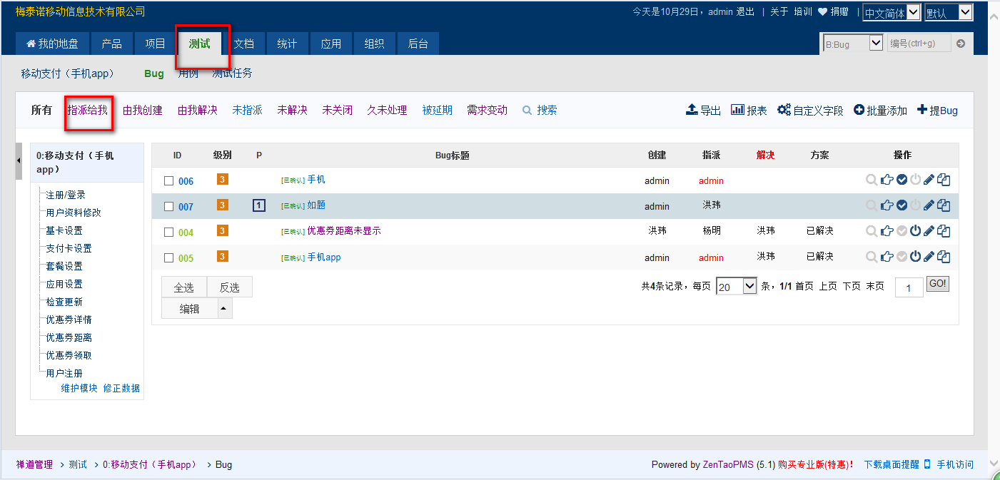 梅泰诺移动信息技术有限公司
今天是10月29日，admin 退出 | 关于 培训 捐赠 | 中文简体 默认
我的地盘 产品 项目 测试 文档 统计 应用 组织 后台
B:Bug 编号(ctrl+g)
移动支付（手机app） Bug 用例 测试任务
所有 指派给我 由我创建 由我解决 未指派 未解决 未关闭 久未处理 被延期 需求变动 搜索 导出 报表 自定义字段 批量添加 提Bug
0:移动支付（手机
app）
注册/登录
用户资料修改
基卡设置
支付卡设置
套餐设置
应用设置
检查更新
优惠券详情
优惠券距离
优惠券领取
用户注册
维护模块 修正数据
ID 级别 P Bug标题 创建 指派 解决 方案 操作
006 3 [已确认] 手机 admin admin
007 3 1 [已确认] 如题 admin 洪玮
004 3 [已确认] 优惠券距离未显示 洪玮 杨明 洪玮 已解决
005 3 [已确认] 手机app admin admin 洪玮 已解决
全选 反选
编辑
共4条记录，每页 20 条，1/1 首页 上页 下页 末页 1 GO!
禅道管理 › 测试 › 0:移动支付（手机app） › Bug
Powered by ZenTaoPMS (5.1) 购买专业版(特惠)！ 下载桌面提醒 手机访问